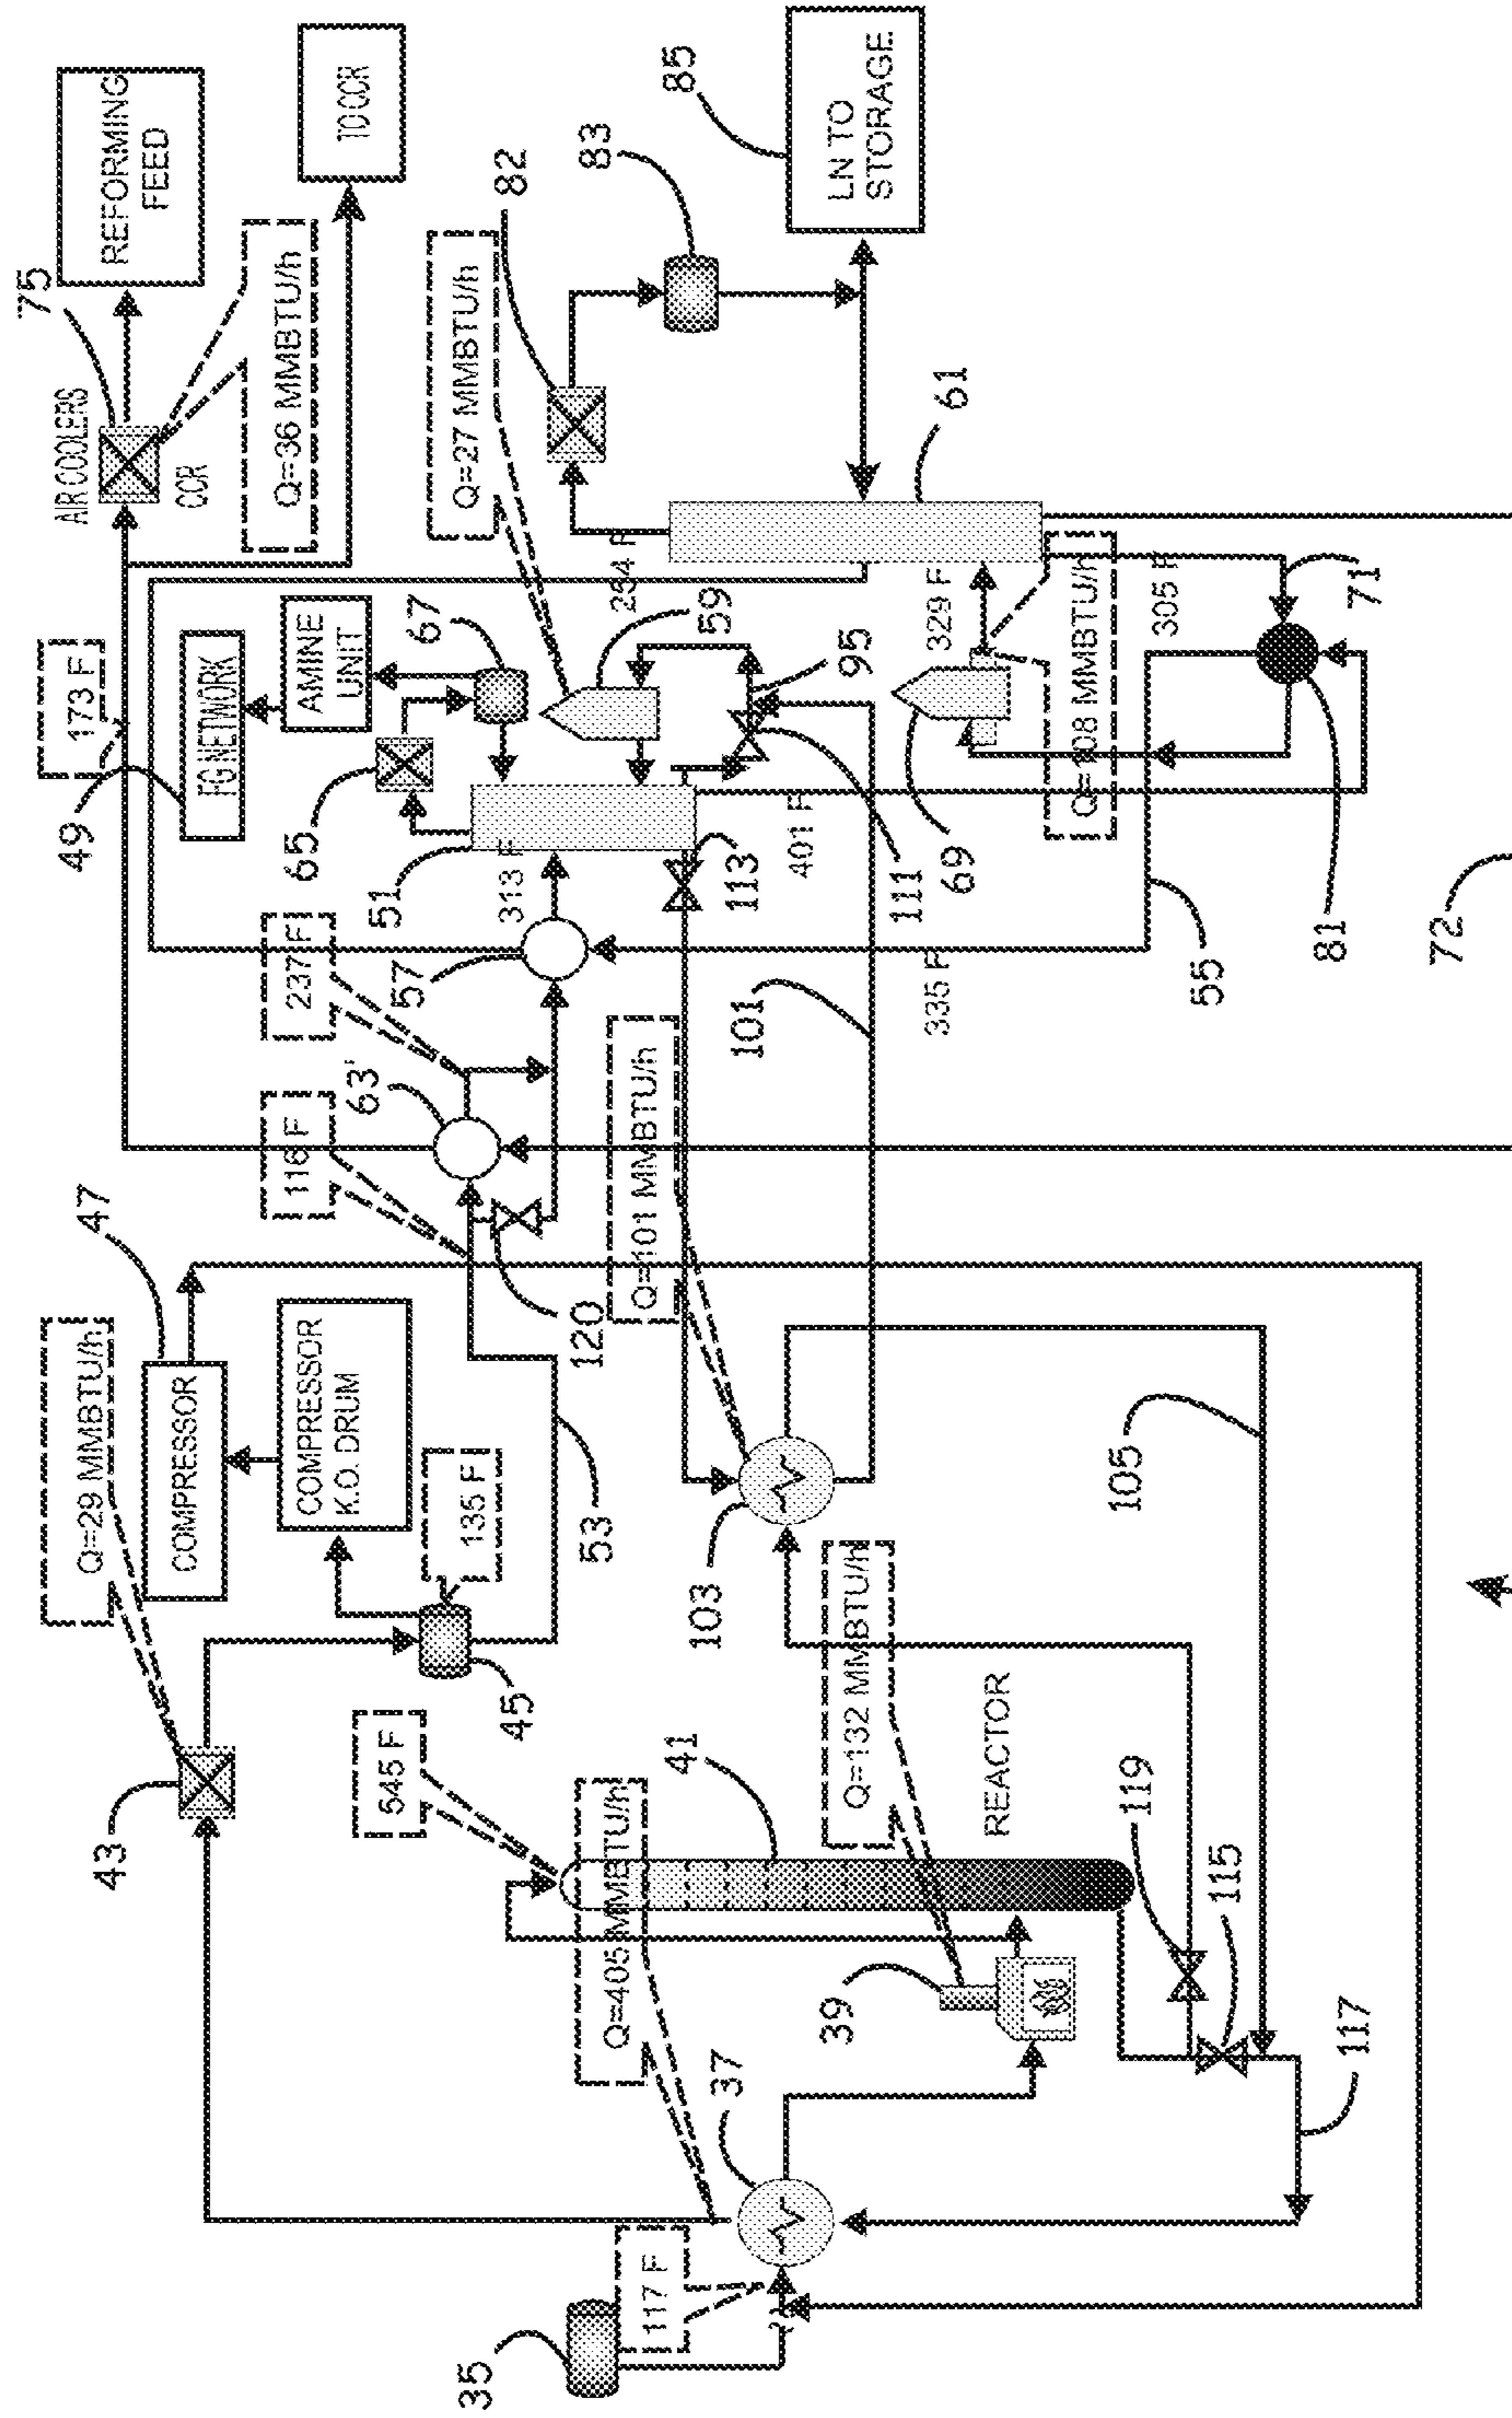 35
117 F
37
Q=405 MMBTU/h
43
Q=29 MMBTU/h
47
COMPRESSOR
COMPRESSOR
K.O. DRUM
135 F
45
53
545 F
41
39
Q=132 MMBTU/h
REACTOR
119
115
117
105
103
101
Q=101 MMBTU/h
120
116 F
63'
237 F
57
313 F
51
113
401 F
111
335 F
55
81
72
49
173 F
FG NETWORK
AMINE
UNIT
65
67
59
95
69
329 F
Q=108 MMBTU/h
305 F
71
61
Q=27 MMBTU/h
82
83
85
LN TO
STORAGE
75
AIR COOLERS
CCR
Q=36 MMBTU/h
REFORMING
FEED
TO CCR